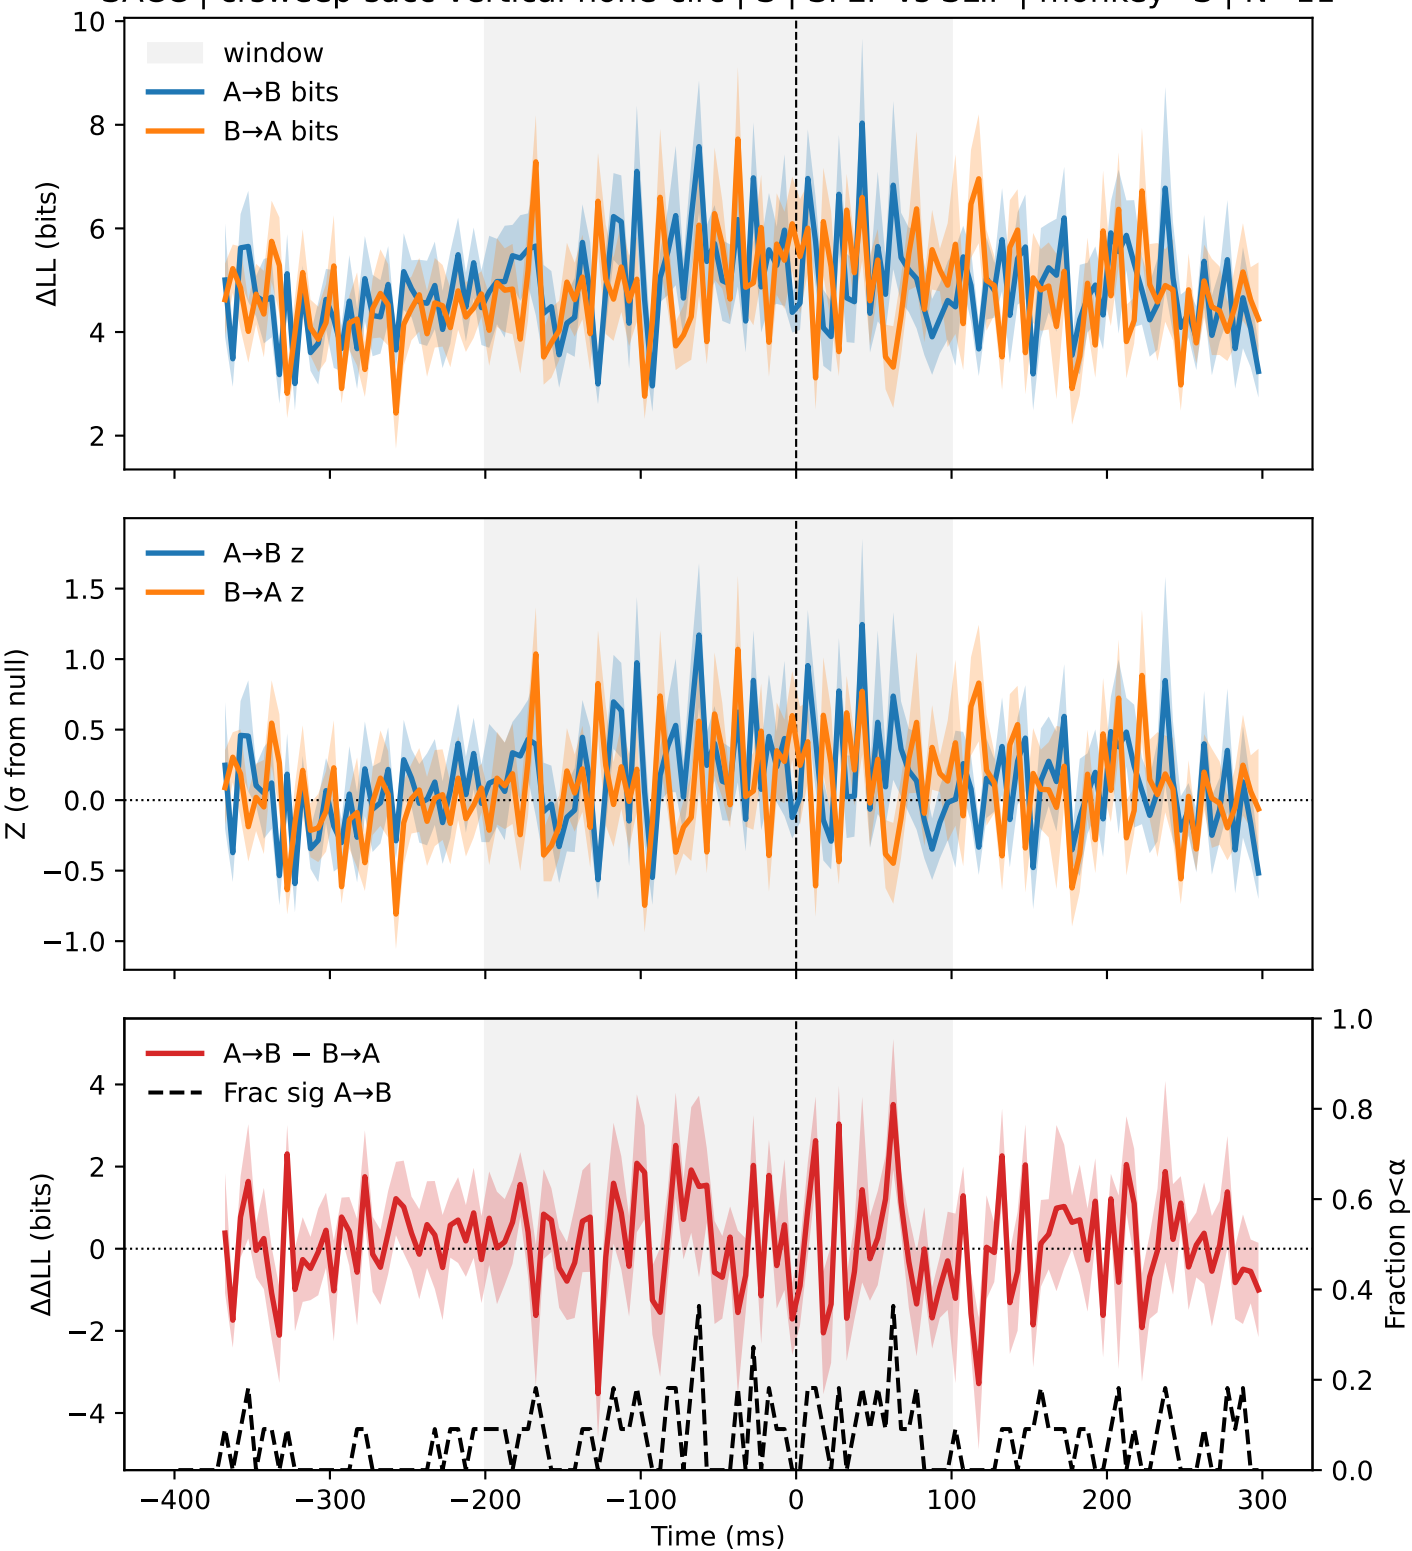 10
8
6
4
2
ΔLL (bits)
window
A→B bits
B→A bits
1.5
1.0
0.5
0.0
−0.5
−1.0
Z (σ from null)
A→B z
B→A z
4
2
0
−2
−4
ΔΔLL (bits)
A→B − B→A
Frac sig A→B
1.0
0.8
0.6
0.4
0.2
0.0
Fraction p<α
−400 −300 −200 −100 0 100 200 300
Time (ms)